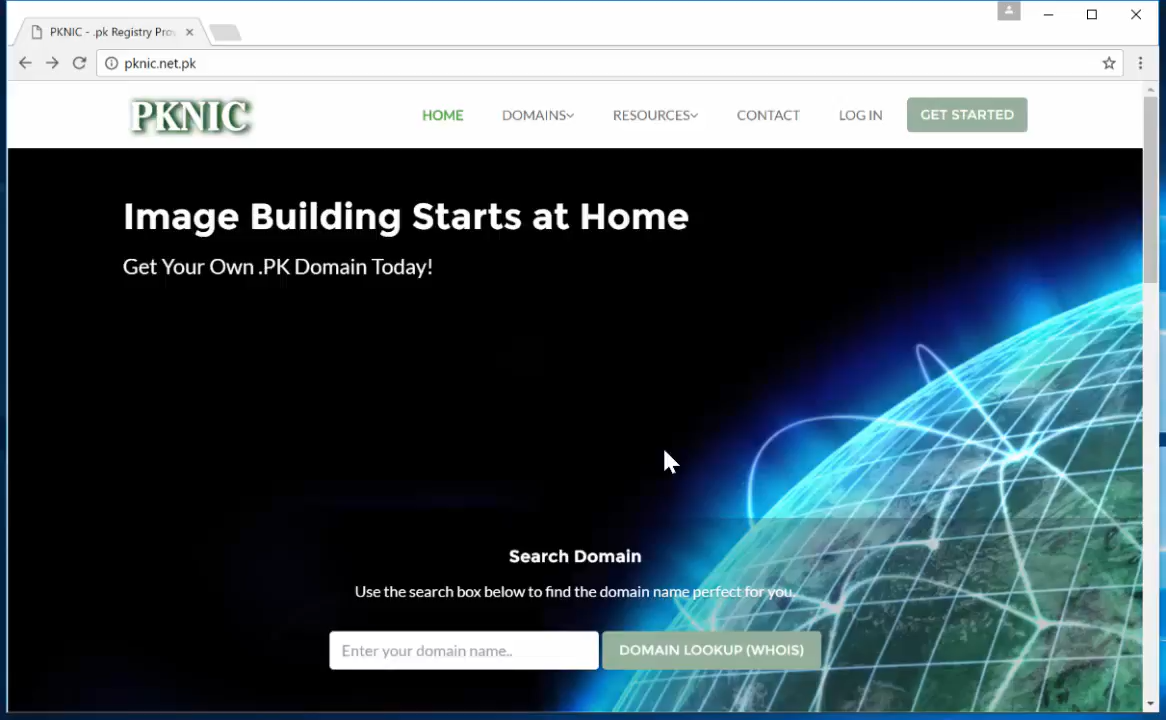 PKNIC - .pk Registry Prov
pknic.net.pk
PKNIC
HOME DOMAINS RESOURCES CONTACT LOG IN GET STARTED
Image Building Starts at Home
Get Your Own .PK Domain Today!
Search Domain
Use the search box below to find the domain name perfect for you.
Enter your domain name..
DOMAIN LOOKUP (WHOIS)